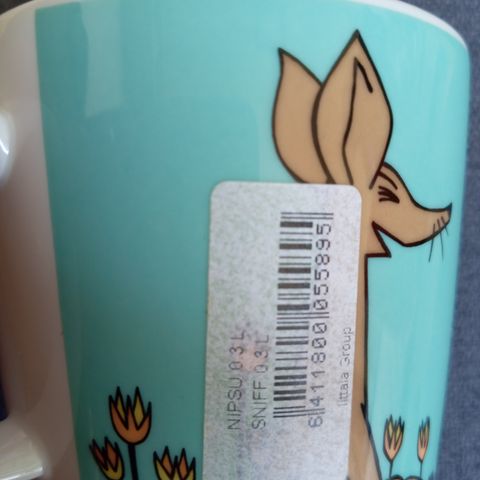 NIPSU 0.3 L
SNIFF 0.3 L
6 411800 055895
Iittala Group